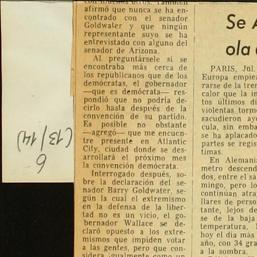 También
afirmó que nunca se ha en-
contrado con el senador
Goldwater y que ningún
representante suyo se ha
entrevistado con alguno del
senador de Arizona.
Al preguntársele si se
encontraba más cerca de
los republicanos que de los
demócratas, el gobernador
—que es demócrata— res-
pondió que no podría de-
cirlo hasta después de la
convención de su partido.
Es posible no obstante
—agregó— que me encuen-
tre presente en Atlantic
City, ciudad donde se des-
arrollará el próximo mes
la convención demócrata.
Interrogado después, so-
bre la declaración del se-
nador Barry Goldwater, se-
gún la cual el extremismo
en la defensa de la liber-
tad no es un vicio, el go-
bernador Wallace se de-
claró opuesto a los extre-
mismos que impiden votar
a las gentes, pero que con-
Se
ola
PARIS, Jul.
Europa empie
rarse de la tre
calor que la in
tos últimos dí
violentas torm
sacudieron ay
cula, sin emba
se ha aplacado
partes se regis
timas.
En Alemani
metro descend
dos, entre el sá
mingo, pero lo
continúan atra
llares de perso
tante, lejos de
se de la baja
temperatura,
hoy el día más
año, con 34 gra
a la sombra.
6
(13/14)